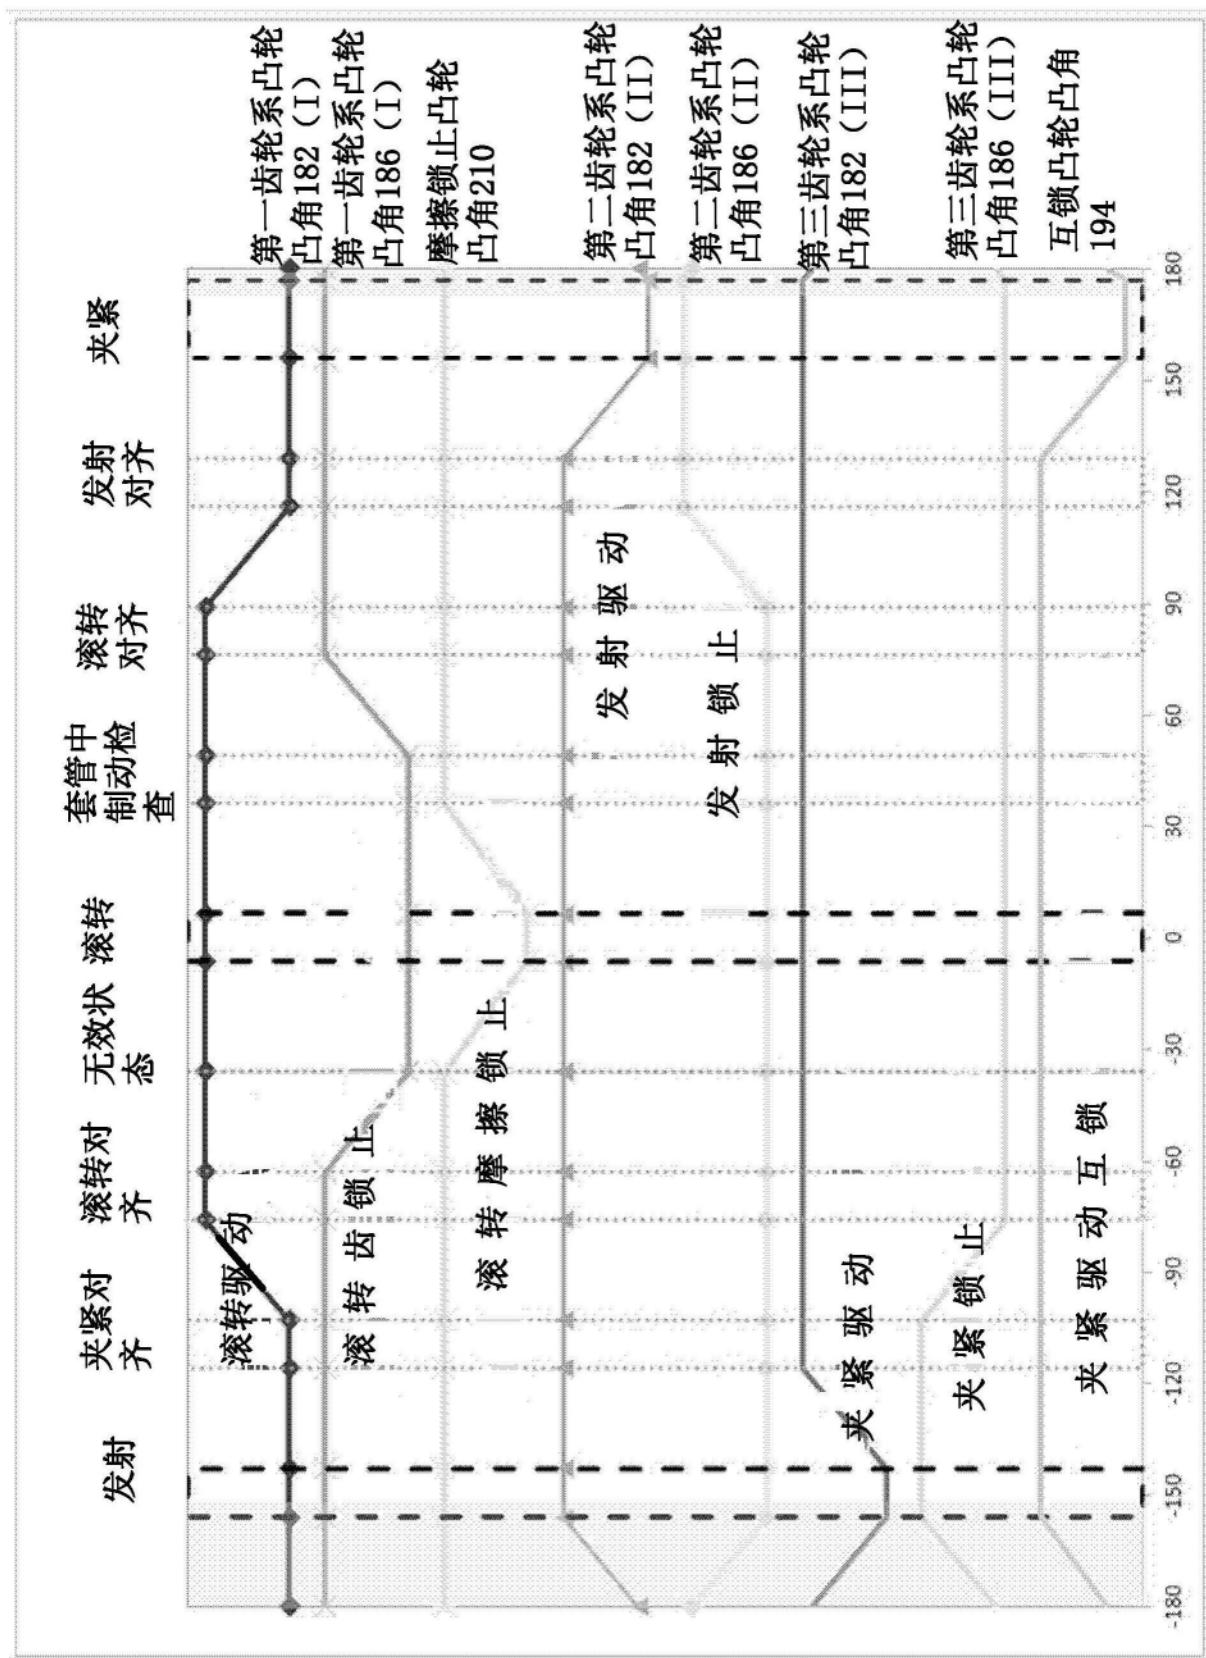 发射
夹紧对
齐
滚转对
齐
无效状
态
滚转
套管中
制动检
查
滚转
对齐
发射
对齐
夹紧
第一齿轮系凸轮
凸角182（I）
第一齿轮系凸轮
凸角186（I）
摩擦锁止凸轮
凸角210
第二齿轮系凸轮
凸角182（II）
第二齿轮系凸轮
凸角186（II）
第三齿轮系凸轮
凸角182（III）
第三齿轮系凸轮
凸角186（III）
互锁凸轮凸角
194
滚转驱动
滚转齿锁止
滚转摩擦锁止
发射驱动
发射锁止
夹紧驱动
夹紧锁止
夹紧驱动互锁
-180 -150 -120 -90 -60 -30 0 30 60 90 120 150 180